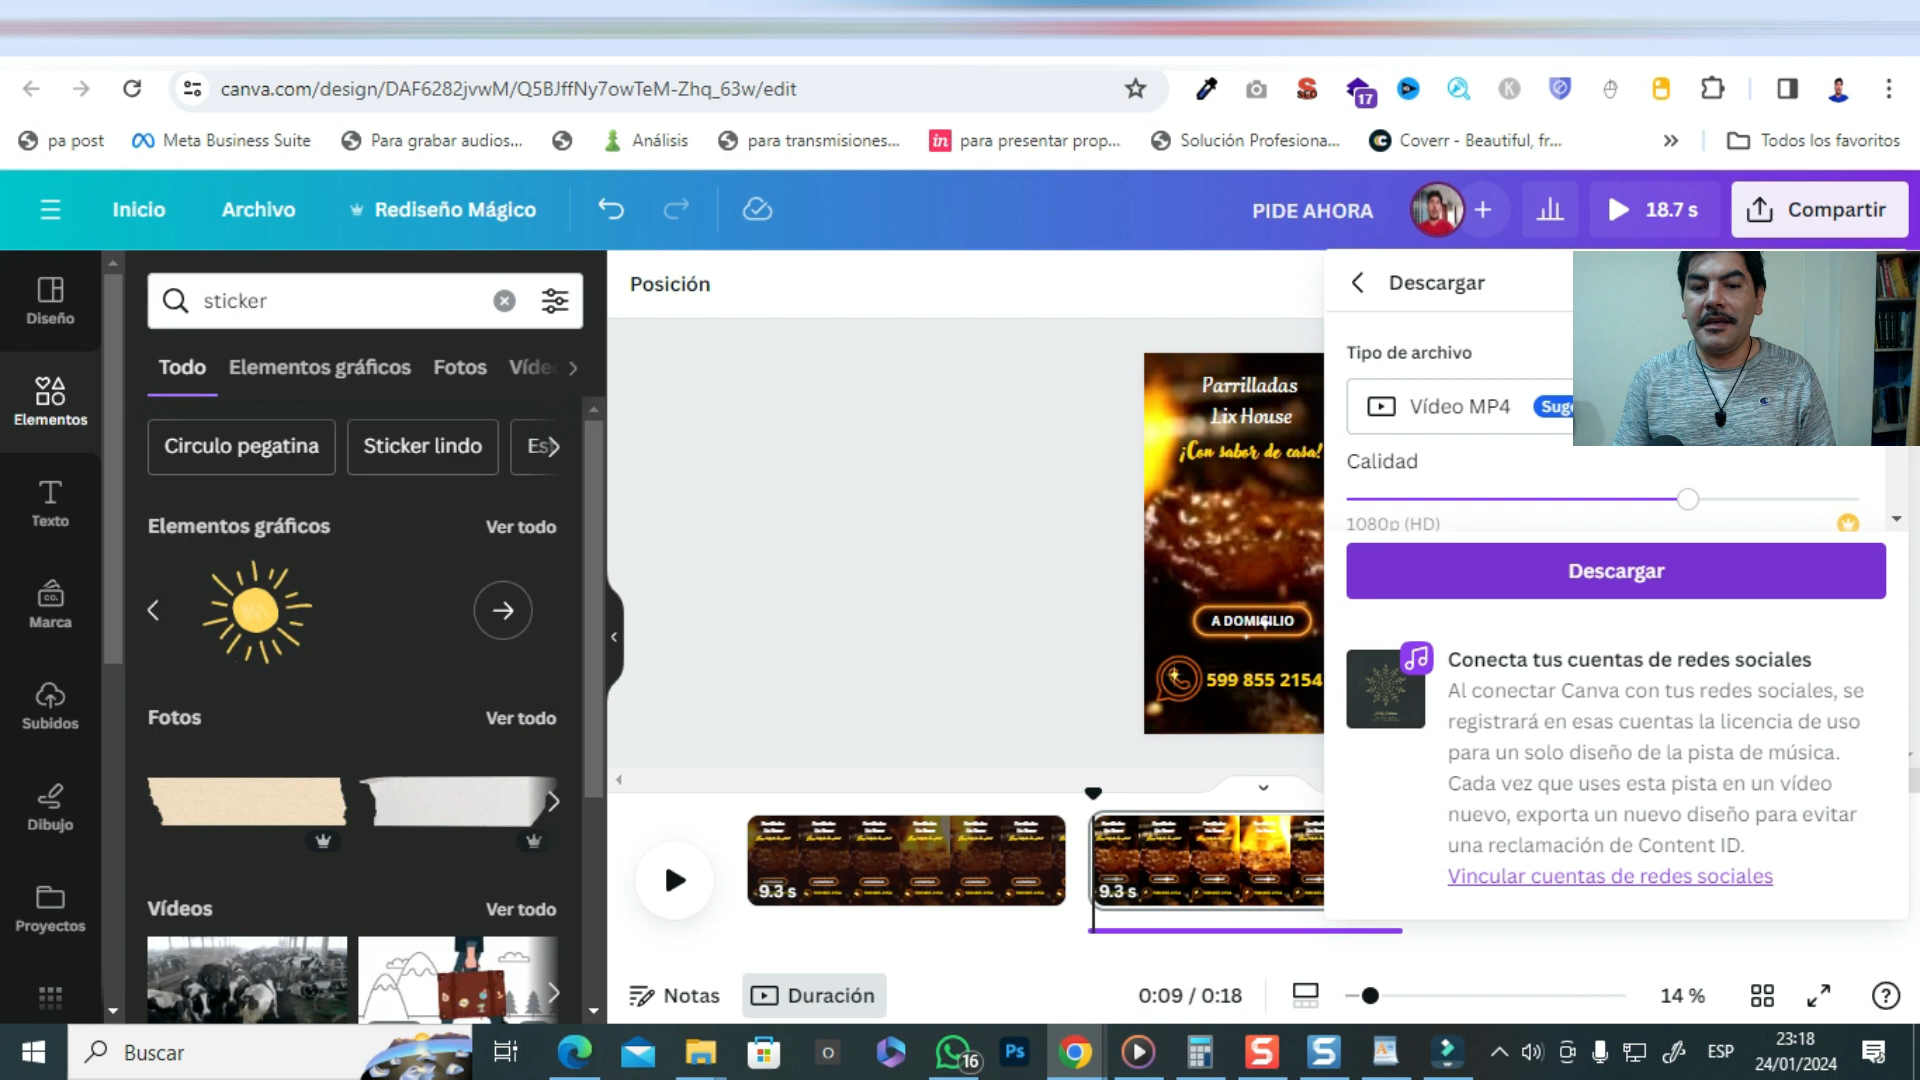 canva.com/design/DAF6282jvwM/Q5BJffNy7owTeM-Zhq_63w/edit
17
pa post
Meta Business Suite
Para grabar audios...
Análisis
para transmisiones...
in
para presentar prop...
Solución Profesiona...
Coverr - Beautiful, fr...
Todos los favoritos
Inicio
Archivo
Rediseño Mágico
PIDE AHORA
18.7 s
Compartir
Diseño
Elementos
Texto
Marca
Subidos
Dibujo
Proyectos
sticker
Todo
Elementos gráficos
Fotos
Circulo pegatina
Sticker lindo
Elementos gráficos
Ver todo
Fotos
Ver todo
Vídeos
Ver todo
Posición
Parrilladas
Lix House
¡Con sabor de casa!
A DOMICILIO
599 855 2154
Descargar
Tipo de archivo
Vídeo MP4
Calidad
1080p (HD)
Descargar
Conecta tus cuentas de redes sociales
Al conectar Canva con tus redes sociales, se
registrará en esas cuentas la licencia de uso
para un solo diseño de la pista de música.
Cada vez que uses esta pista en un vídeo
nuevo, exporta un nuevo diseño para evitar
una reclamación de Content ID.
Vincular cuentas de redes sociales
9.3 s
9.3 s
Notas
Duración
0:09 / 0:18
14 %
Buscar
16
Ps
ESP
23:18
24/01/2024